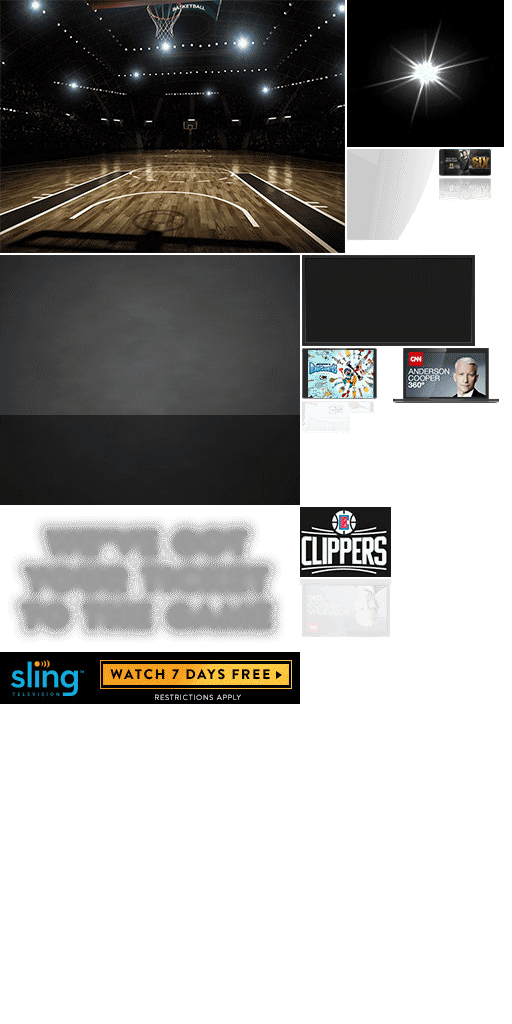 BASKETBALL
SIX
CNN
ANDERSON
COOPER
360°
CLIPPERS
WE'VE GOT
YOUR TICKET
TO THE GAME
sling
TELEVISION
WATCH 7 DAYS FREE
RESTRICTIONS APPLY